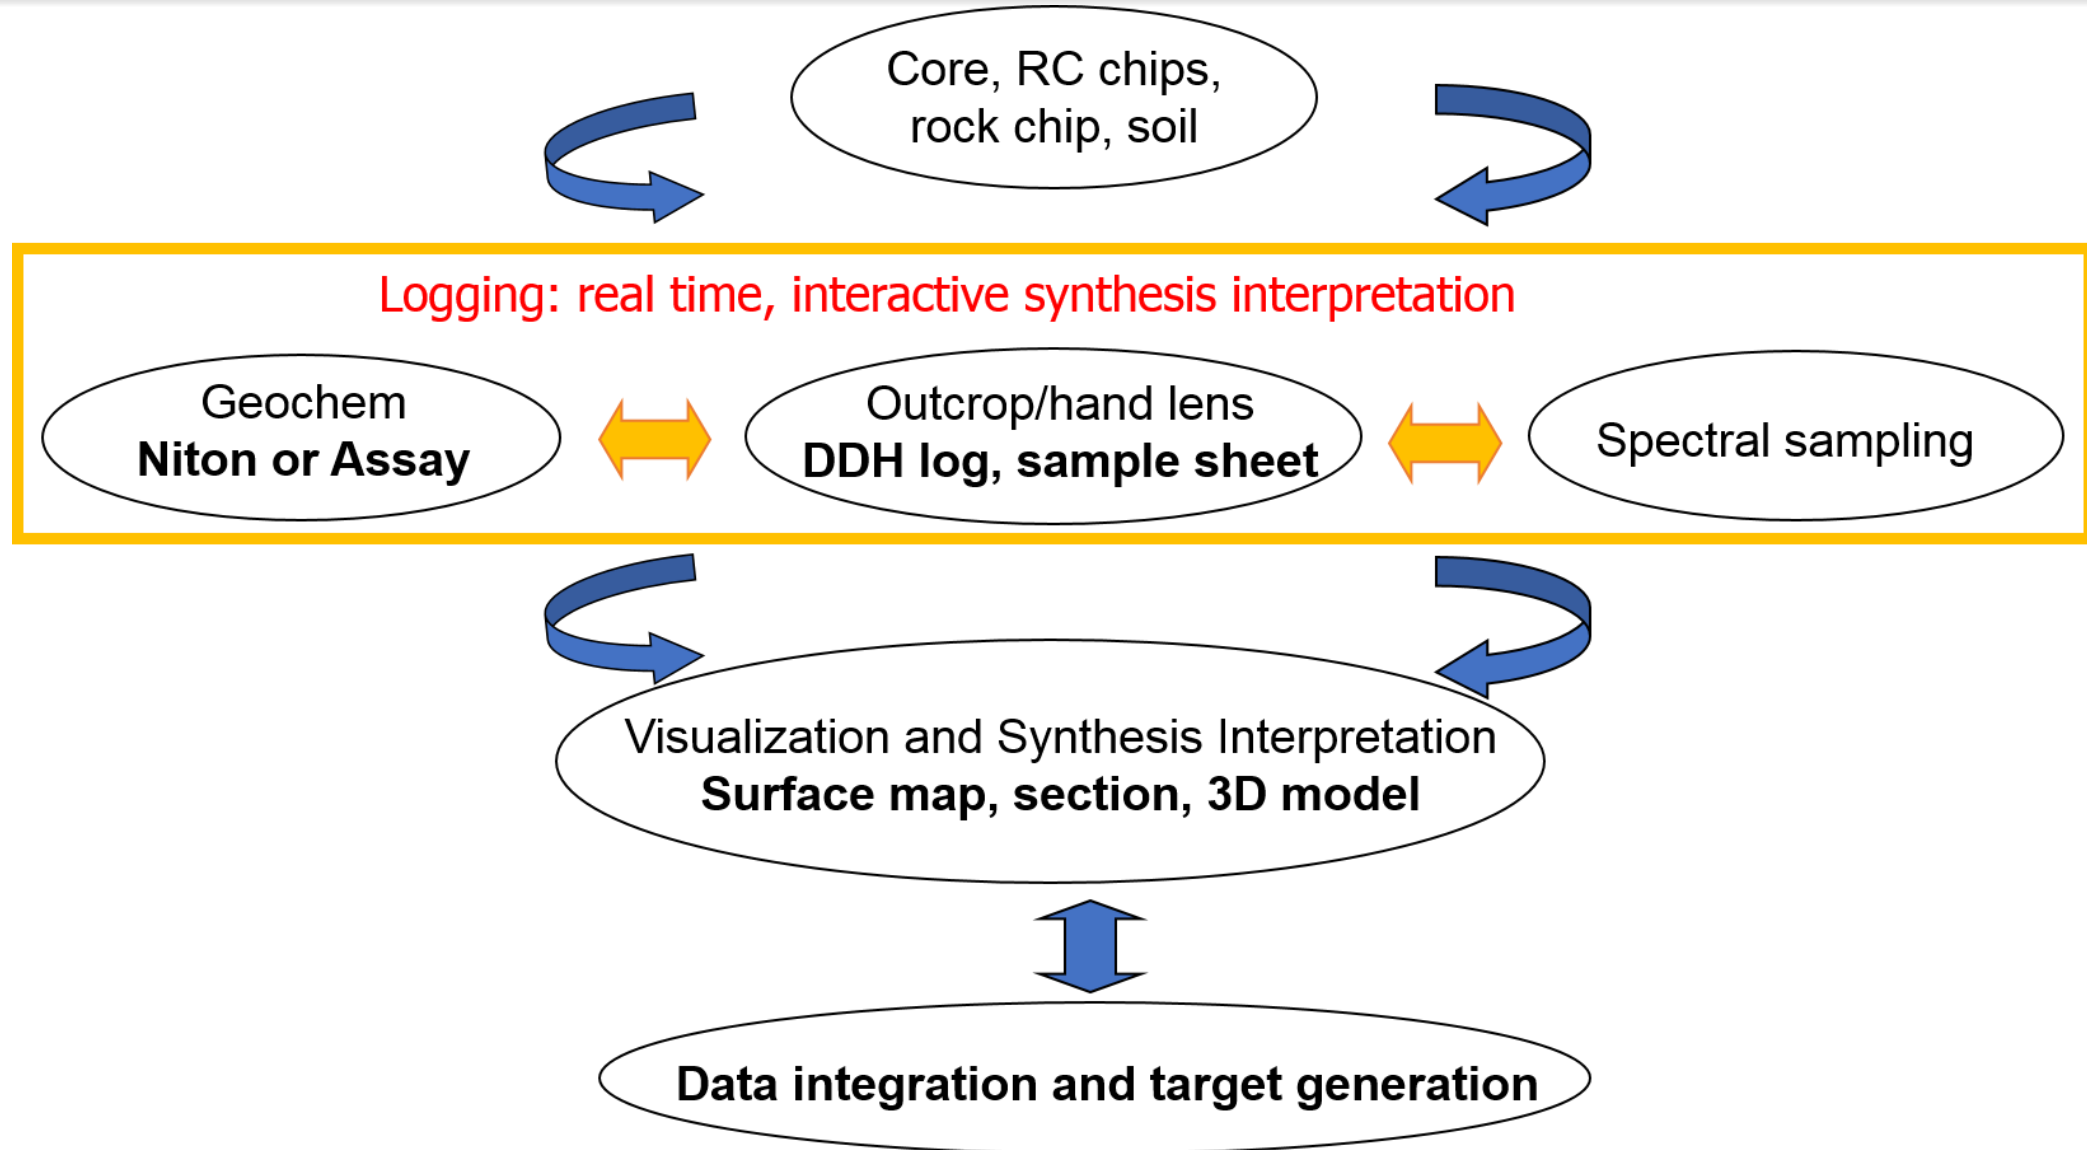 Core, RC chips,
rock chip, soil
Logging: real time, interactive synthesis interpretation
Geochem
Niton or Assay
Outcrop/hand lens
DDH log, sample sheet
Spectral sampling
Visualization and Synthesis Interpretation
Surface map, section, 3D model
Data integration and target generation